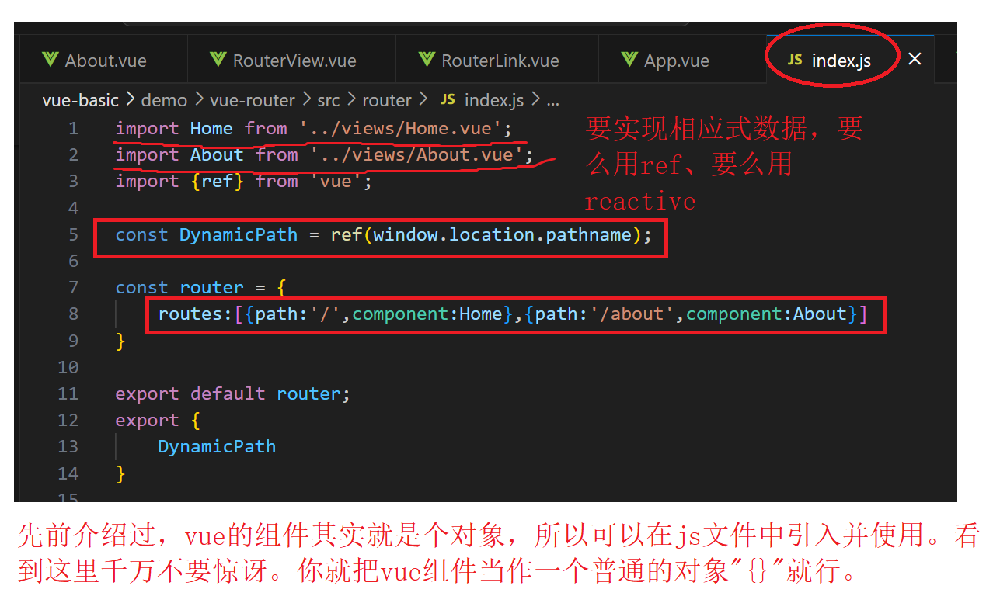 About.vue RouterView.vue RouterLink.vue App.vue JS index.js
vue-basic > demo > vue-router > src > router > JS index.js > ...
1 import Home from '../views/Home.vue';
2 import About from '../views/About.vue';
3 import {ref} from 'vue';
4
5 const DynamicPath = ref(window.location.pathname);
6
7 const router = {
8 routes:[{path:'/',component:Home},{path:'/about',component:About}]
9 }
10
11 export default router;
12 export {
13 DynamicPath
14 }
15
要实现相应式数据，要
么用ref、要么用
reactive
先前介绍过，vue的组件其实就是个对象，所以可以在js文件中引入并使用。看
到这里千万不要惊讶。你就把vue组件当作一个普通的对象"{}"就行。